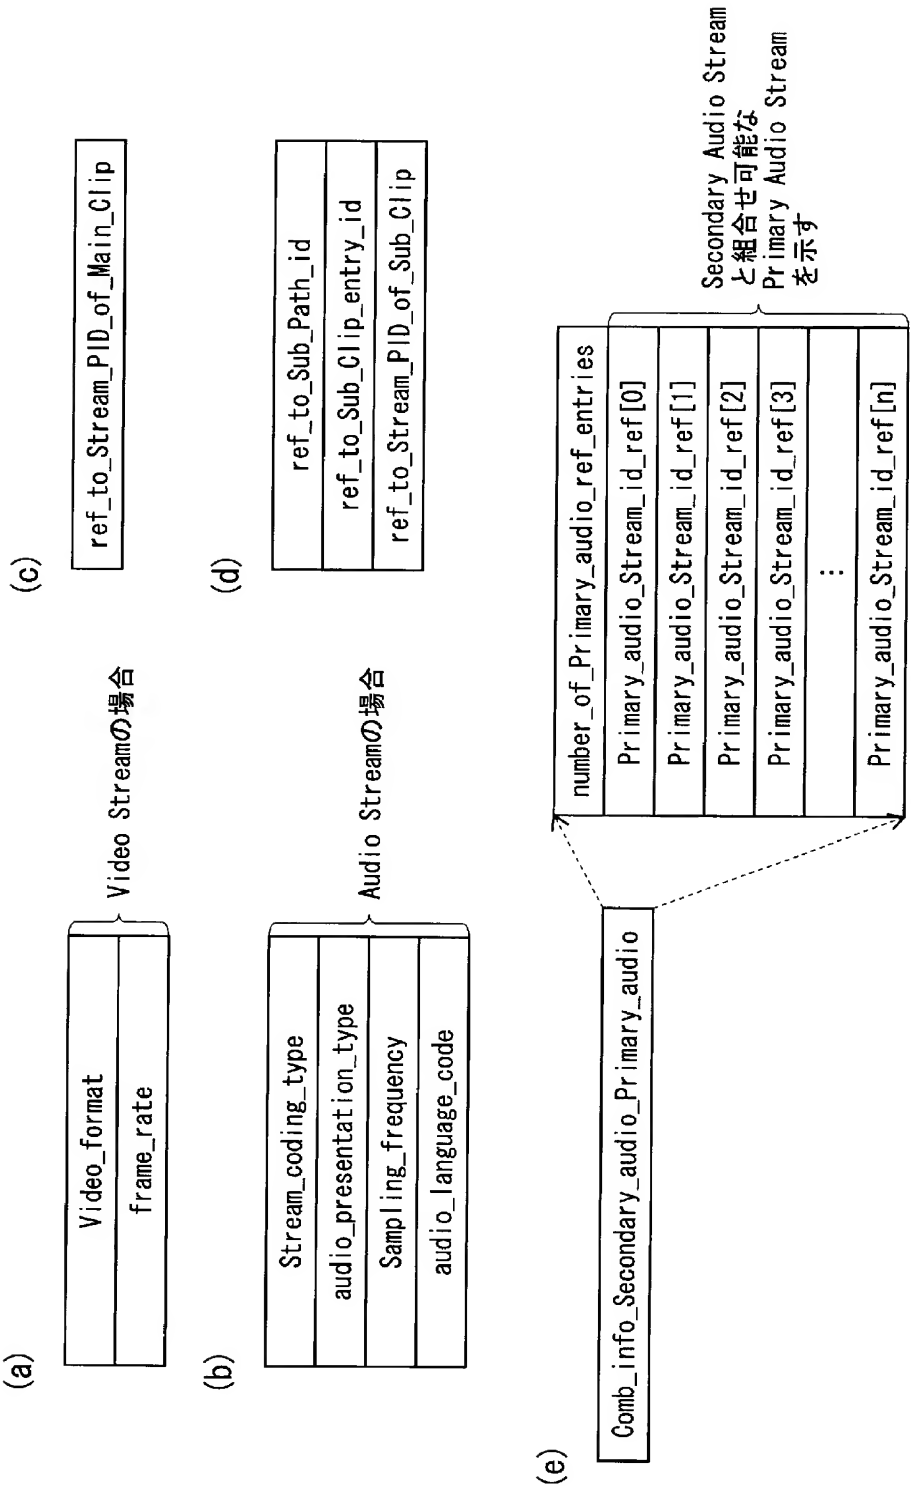 (a)
Video_format
frame_rate
Video Streamの場合
(b)
Stream_coding_type
audio_presentation_type
Sampling_frequency
audio_language_code
Audio Streamの場合
(c)
ref_to_Stream_PID_of_Main_Clip
(d)
ref_to_Sub_Path_id
ref_to_Sub_Clip_entry_id
ref_to_Stream_PID_of_Sub_Clip
(e)
Comb_info_Secondary_audio_Primary_audio
number_of_Primary_audio_ref_entries
Primary_audio_Stream_id_ref[0]
Primary_audio_Stream_id_ref[1]
Primary_audio_Stream_id_ref[2]
Primary_audio_Stream_id_ref[3]
...
Primary_audio_Stream_id_ref[n]
Secondary Audio Stream
と組合せ可能な
Primary Audio Stream
を示す